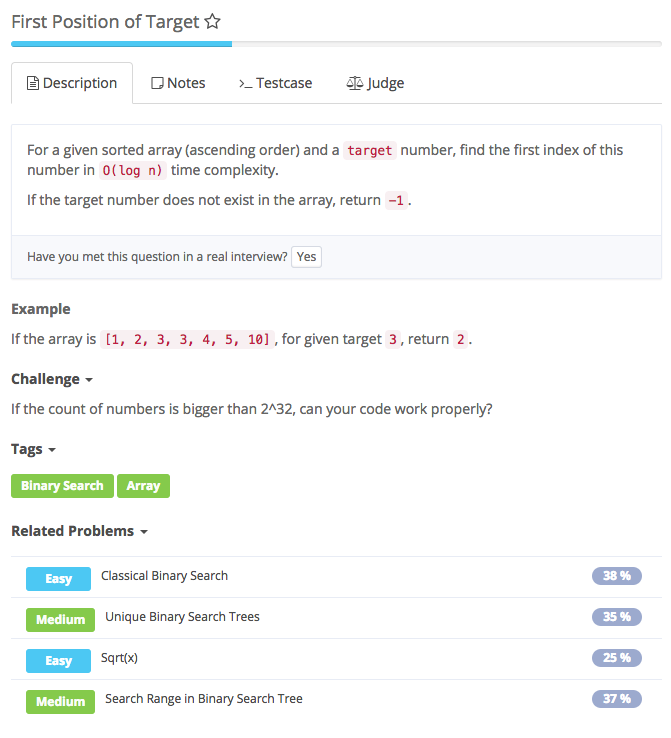 First Position of Target ☆
Description
Notes
>_ Testcase
Judge
For a given sorted array (ascending order) and a target number, find the first index of this
number in O(log n) time complexity.
If the target number does not exist in the array, return -1.
Have you met this question in a real interview? Yes
Example
If the array is [1, 2, 3, 3, 4, 5, 10], for given target 3, return 2.
Challenge
If the count of numbers is bigger than 2^32, can your code work properly?
Tags
Binary Search Array
Related Problems
Easy Classical Binary Search 38 %
Medium Unique Binary Search Trees 35 %
Easy Sqrt(x) 25 %
Medium Search Range in Binary Search Tree 37 %